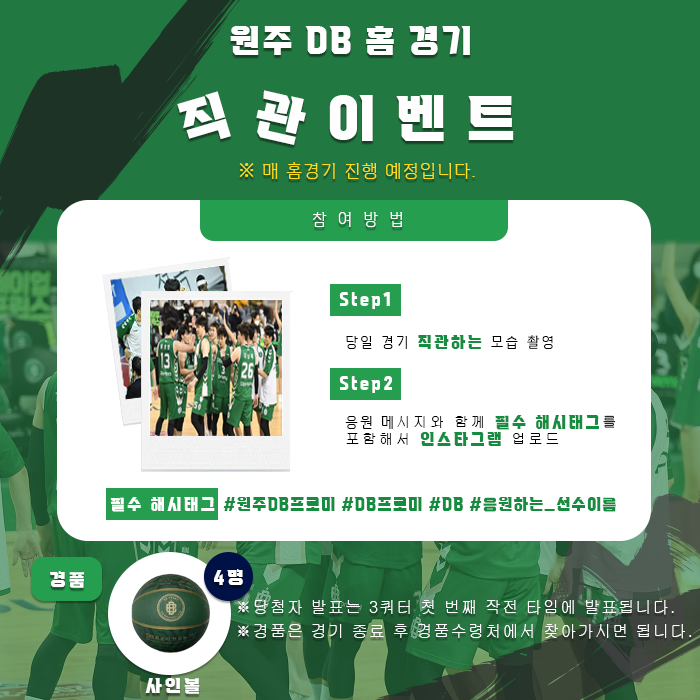 원주 DB 홈 경기
직관이벤트
※ 매 홈경기 진행 예정입니다.
참여방법
Step1
당일 경기 직관하는 모습 촬영
Step2
응원 메시지와 함께 필수 해시태그를
포함해서 인스타그램 업로드
13
3
26
필수 해시태그 #원주DB프로미 #DB프로미 #DB #응원하는_선수이름
경품
4명
※당첨자 발표는 3쿼터 첫 번째 작전 타임에 발표됩니다.
※경품은 경기 종료 후 경품수령처에서 찾아가시면 됩니다.
사인볼